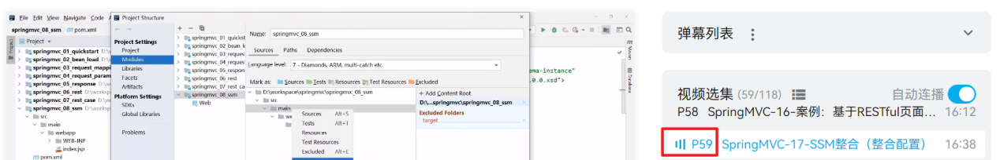 File Edit View Navigate Code
Project Structure
springmvc_08_ssm
pom.xml
Project
springmvc_01_quickstart
springmvc_02_bean_load
springmvc_03_request_mappi
springmvc_04_request_param
springmvc_05_response
springmvc_06_rest
springmvc_07_rest_case
springmvc_08_ssm
src
main
webapp
WEB-INF
index.jsp
pom.xml
Project Settings
Project
Modules
Libraries
Facets
Artifacts
Platform Settings
SDKs
Global Libraries
Problems
springmvc_01_quickst
springmvc_02_bean_l
springmvc_03_reques
springmvc_04_reques
springmvc_05_respon
springmvc_06_rest
springmvc_07_rest_ca
springmvc_08_ssm
Web
Name: springmvc_08_ssm
Sources Paths Dependencies
Language level: 7 - Diamonds, ARM, multi-catch etc.
Mark as: Sources Tests Resources Test Resources Excluded
D:\workspace\springmvc\springmvc_08_ssm
src
main
Sources Alt+S
Tests Alt+T
Resources
Test Resources
Excluded Alt+E
+ Add Content Root
D:\...springmvc\springmvc_08_ssm
Excluded Folders
target
ema-instance"
.0.0.xsd">
Maven
Database
弹幕列表
视频选集 (59/118) 自动连播
P58 SpringMVC-16-案例：基于RESTful页面... 16:12
P59 SpringMVC-17-SSM整合（整合配置） 16:38